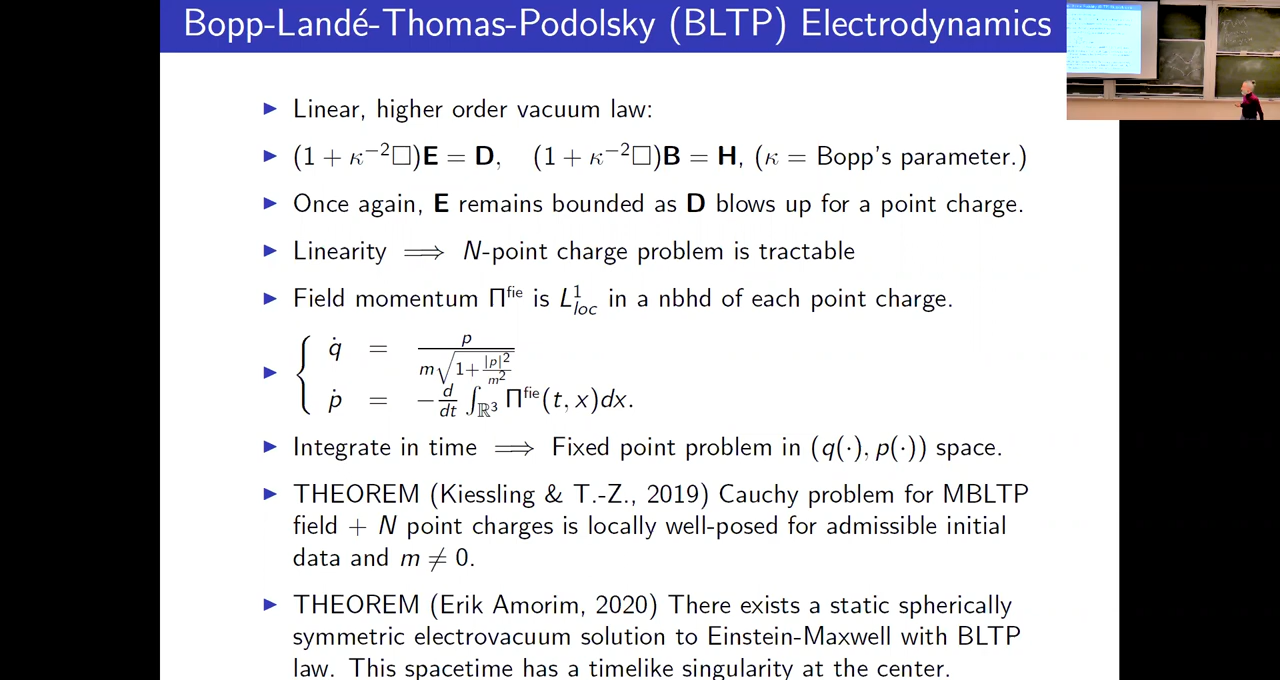 Bopp-Landé-Thomas-Podolsky (BLTP) Electrodynamics
▶ Linear, higher order vacuum law:
▶ (1 + κ⁻²□)E = D, (1 + κ⁻²□)B = H, (κ = Bopp's parameter.)
▶ Once again, E remains bounded as D blows up for a point charge.
▶ Linearity ⟹ N-point charge problem is tractable
▶ Field momentum Π^fie is L¹_loc in a nbhd of each point charge.
▶ { q̇ = p / (m√(1+|p|²/m²))
ṗ = −d/dt ∫_ℝ³ Π^fie(t, x)dx.
▶ Integrate in time ⟹ Fixed point problem in (q(·), p(·)) space.
▶ THEOREM (Kiessling & T.-Z., 2019) Cauchy problem for MBLTP
field + N point charges is locally well-posed for admissible initial
data and m ≠ 0.
▶ THEOREM (Erik Amorim, 2020) There exists a static spherically
symmetric electrovacuum solution to Einstein-Maxwell with BLTP
law. This spacetime has a timelike singularity at the center.